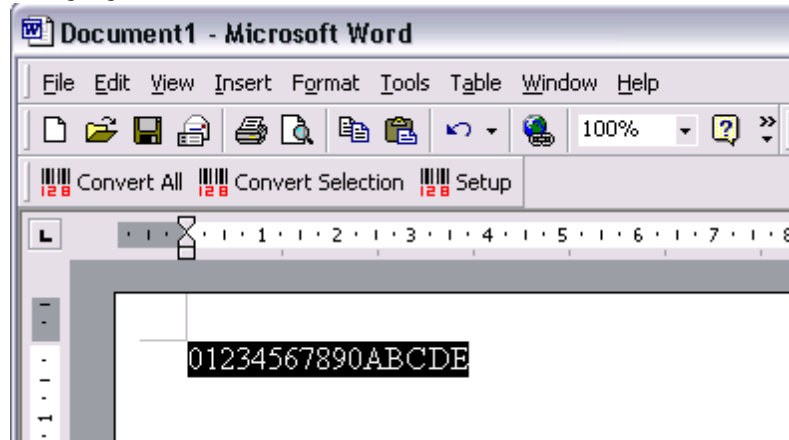 Document1 - Microsoft Word
File Edit View Insert Format Tools Table Window Help
100%
Convert All Convert Selection Setup
1 2 3 4 5 6 7 8
01234567890ABCDE
1